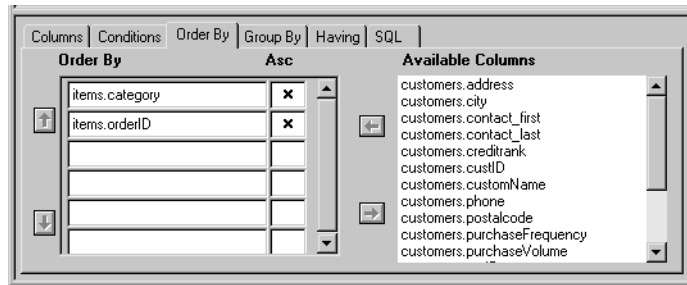 Columns Conditions Order By Group By Having SQL
Order By Asc Available Columns
items.category
items.orderID
customers.address
customers.city
customers.contact_first
customers.contact_last
customers.creditrank
customers.custID
customers.customName
customers.phone
customers.postalcode
customers.purchaseFrequency
customers.purchaseVolume